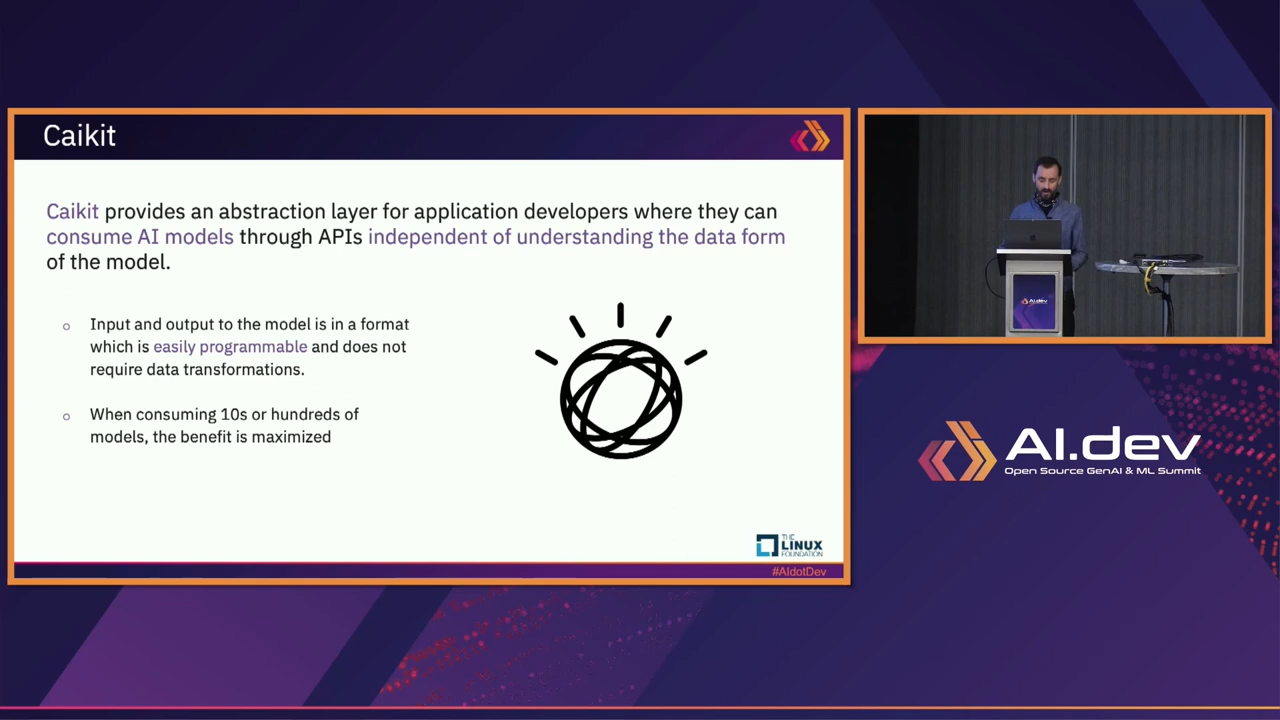 Caikit
Caikit provides an abstraction layer for application developers where they can
consume AI models through APIs independent of understanding the data form
of the model.
Input and output to the model is in a format
which is easily programmable and does not
require data transformations.
When consuming 10s or hundreds of
models, the benefit is maximized
THE
LINUX
FOUNDATION
#AIdotDev
AI.dev
AI.dev
Open Source GenAI & ML Summit